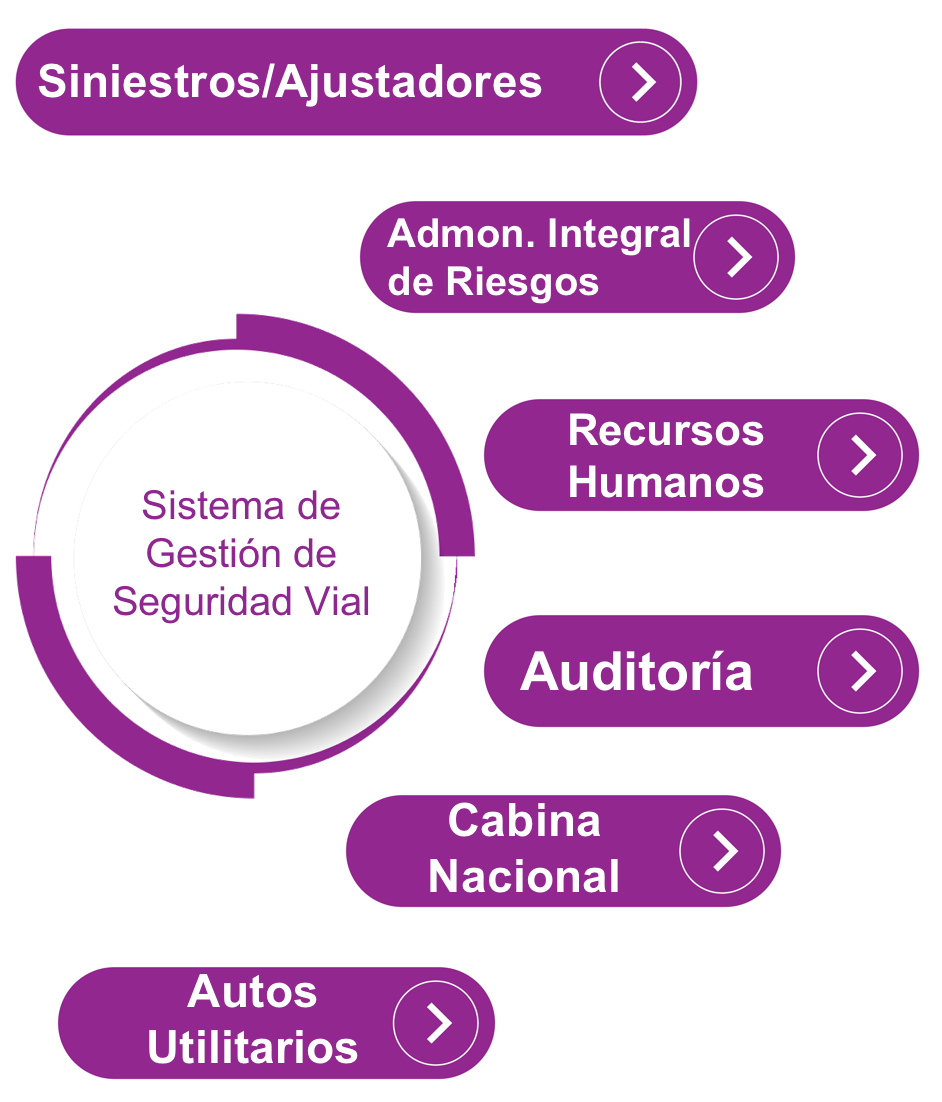 Siniestros/Ajustadores
Admon. Integral
de Riesgos
Recursos
Humanos
Sistema de
Gestión de
Seguridad Vial
Auditoría
Cabina
Nacional
Autos
Utilitarios